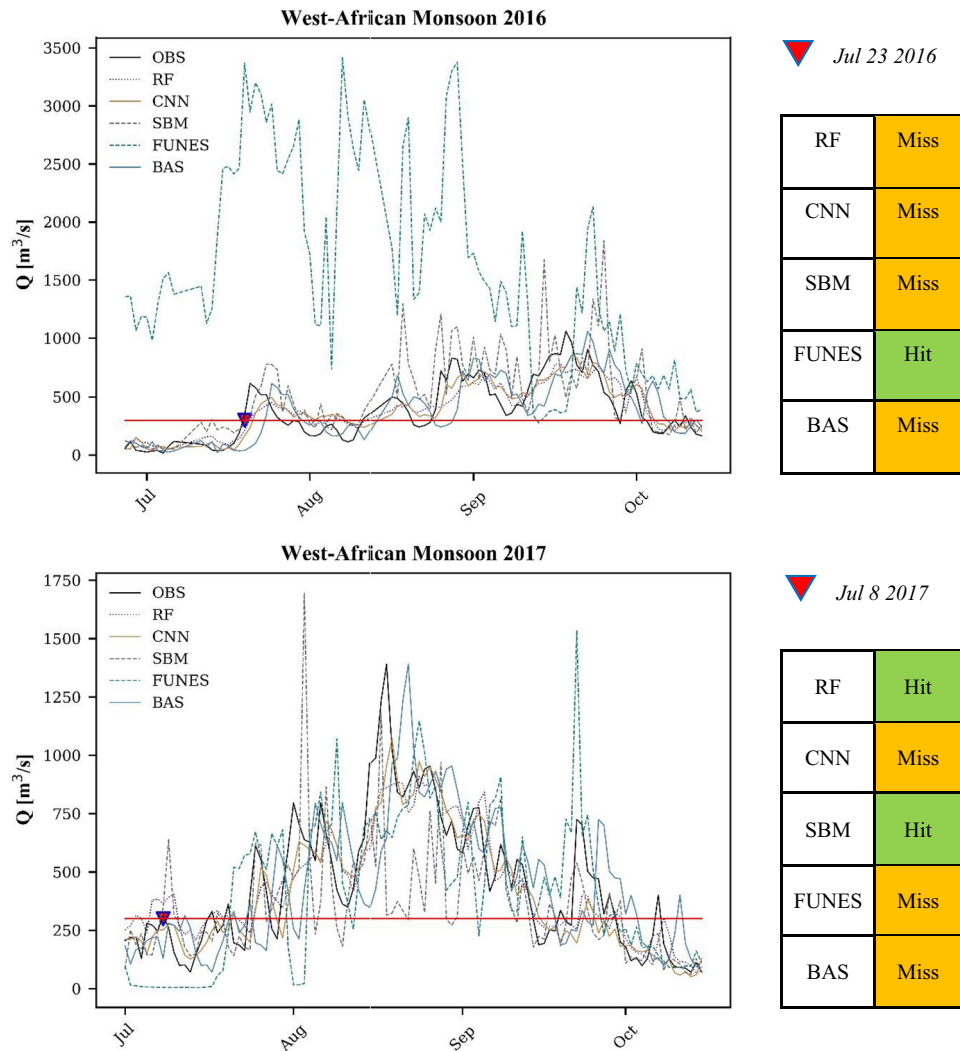 West-African Monsoon 2016
3500
3000
2500
2000
1500
1000
500
0
Q [m³/s]
OBS
RF
CNN
SBM
FUNES
BAS
Jul
Aug
Sep
Oct
Jul 23 2016
RF Miss
CNN Miss
SBM Miss
FUNES Hit
BAS Miss
West-African Monsoon 2017
1750
1500
1250
1000
750
500
250
0
Q [m³/s]
OBS
RF
CNN
SBM
FUNES
BAS
Jul
Aug
Sep
Oct
Jul 8 2017
RF Hit
CNN Miss
SBM Hit
FUNES Miss
BAS Miss